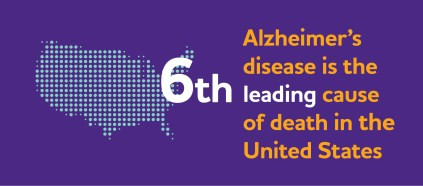 6th
Alzheimer's
disease is the
leading cause
of death in the
United States